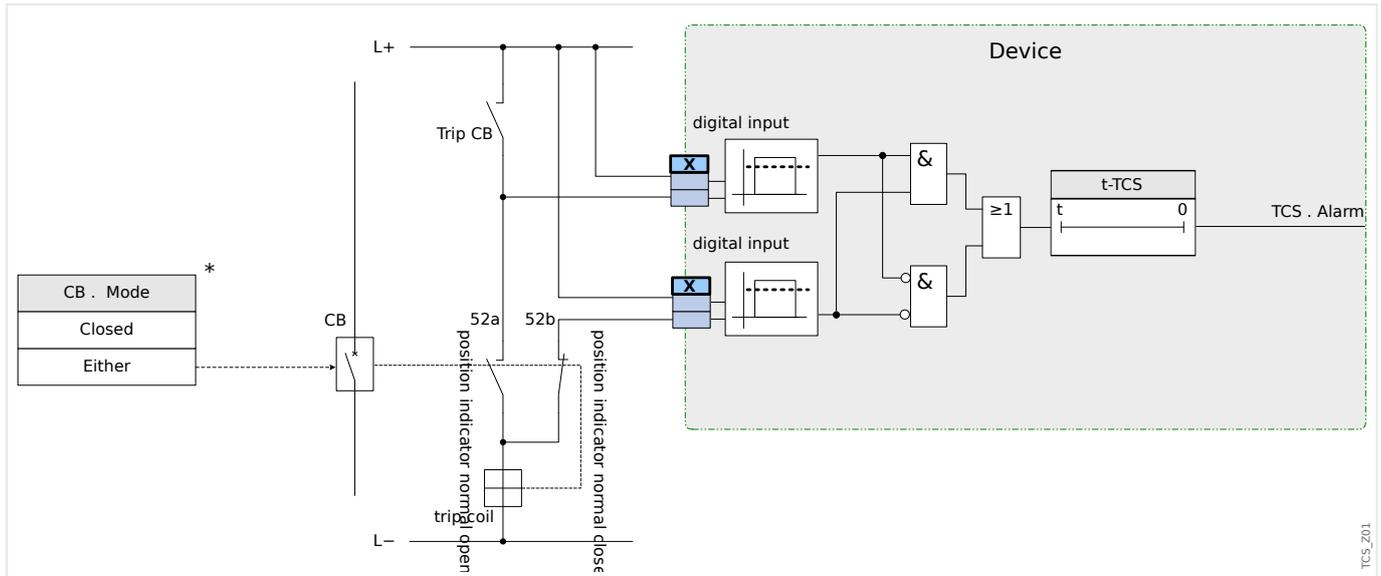 L+
Device
Trip CB
digital input
X
&
t-TCS
t 0
≥1
TCS . Alarm
digital input
X
&
*
CB . Mode
Closed
Either
CB
52a
52b
position indicator normal open
position indicator normal close
trip coil
L−
TCS_Z01